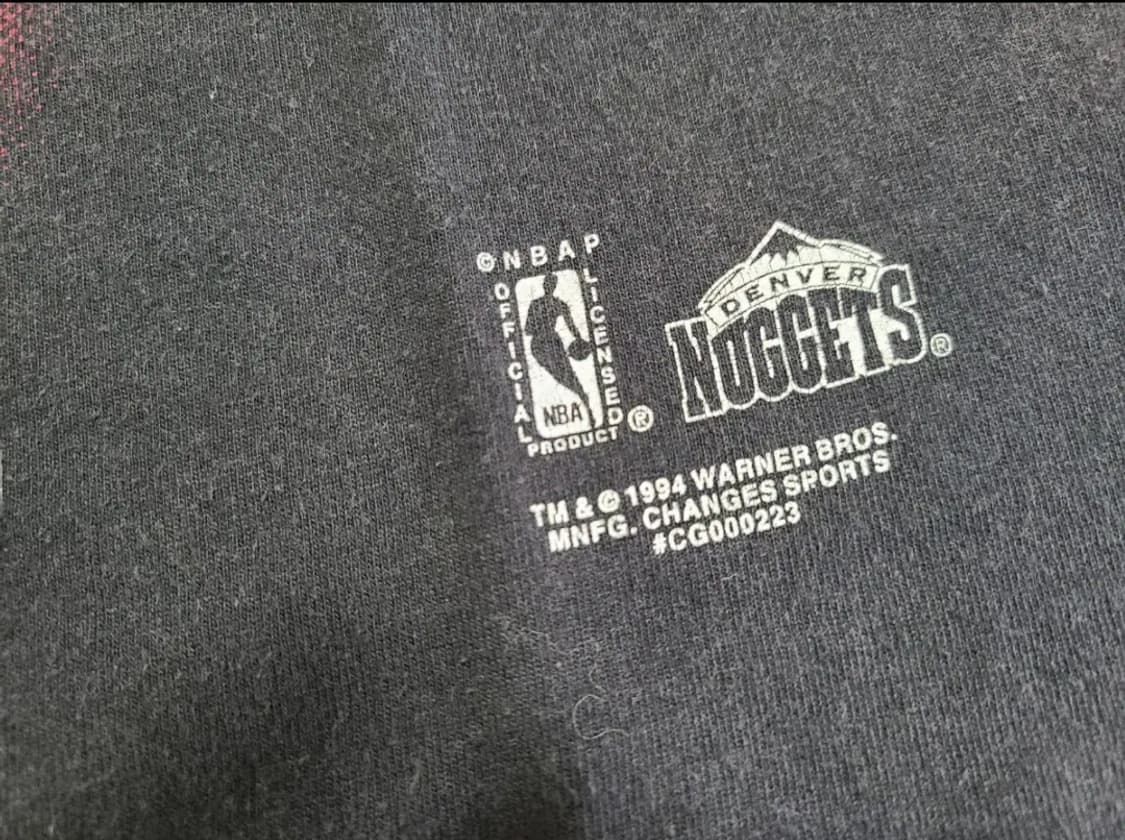 © NBAP
OFFICIAL
LICENSED
NBA
PRODUCT ®
DENVER
NUGGETS ®
TM & © 1994 WARNER BROS.
MNFG. CHANGES SPORTS
#CG000223